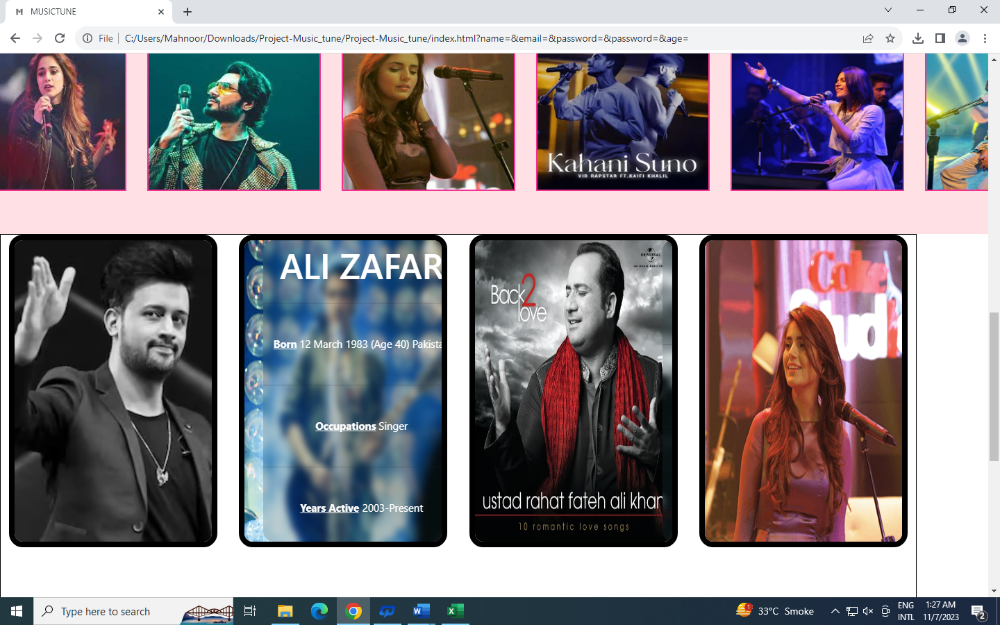 MUSICTUNE
File
C:/Users/Mahnoor/Downloads/Project-Music_tune/Project-Music_tune/index.html?name=&email=&password=&password=&age=
Kahani Suno
VIR RAPSTAR FT.KAIFI KHALIL
ALI ZAFAR
Born 12 March 1983 (Age 40) Pakista
Occupations Singer
Years Active 2003-Present
UNIVERSAL
Back 2
love
ustad rahat fateh ali khan
10 romantic love songs
Type here to search
33°C Smoke
ENG
INTL
1:27 AM
11/7/2023
2